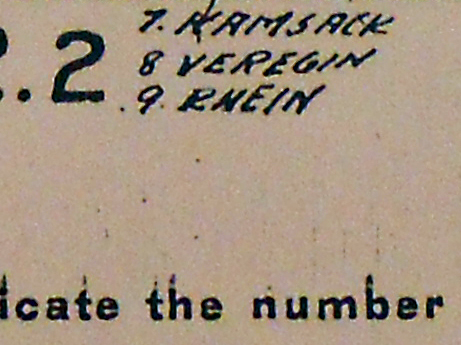 7. KAMSACK
8 VEREGIN
.2 9. RHEIN
icate the number